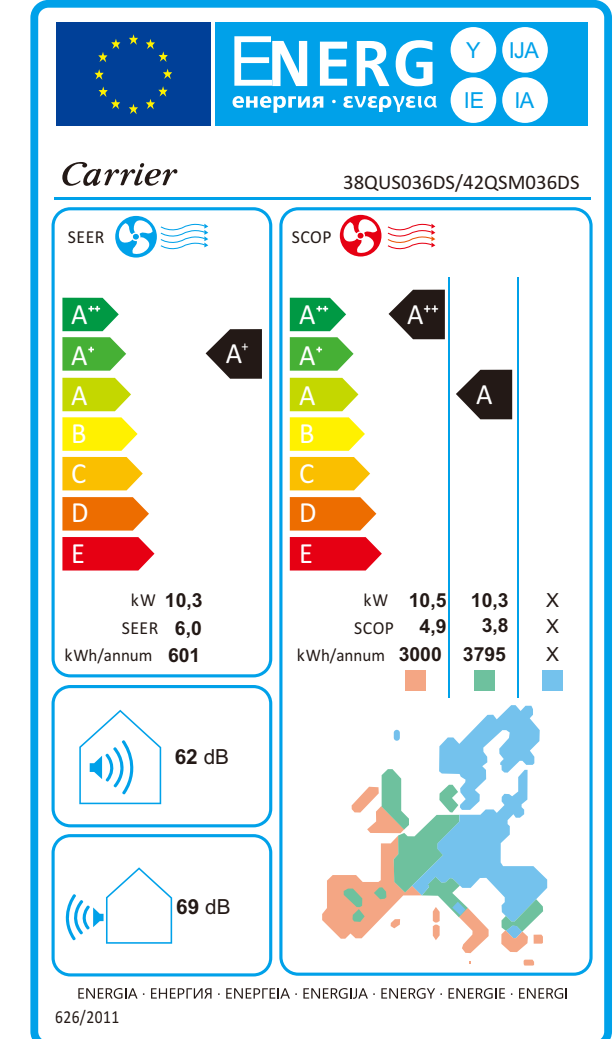 ENERG
енергия · ενεργεια
Y IJA
IE IA
Carrier
38QUS036DS/42QSM036DS
SEER
A++
A+
A
B
C
D
E
A+
kW 10,3
SEER 6,0
kWh/annum 601
62 dB
69 dB
SCOP
A++
A+
A
B
C
D
E
A++
A
kW 10,5 10,3 X
SCOP 4,9 3,8 X
kWh/annum 3000 3795 X
ENERGIA · ЕНЕРГИЯ · ΕΝΕΡΓΕΙΑ · ENERGIJA · ENERGY · ENERGIE · ENERGI
626/2011